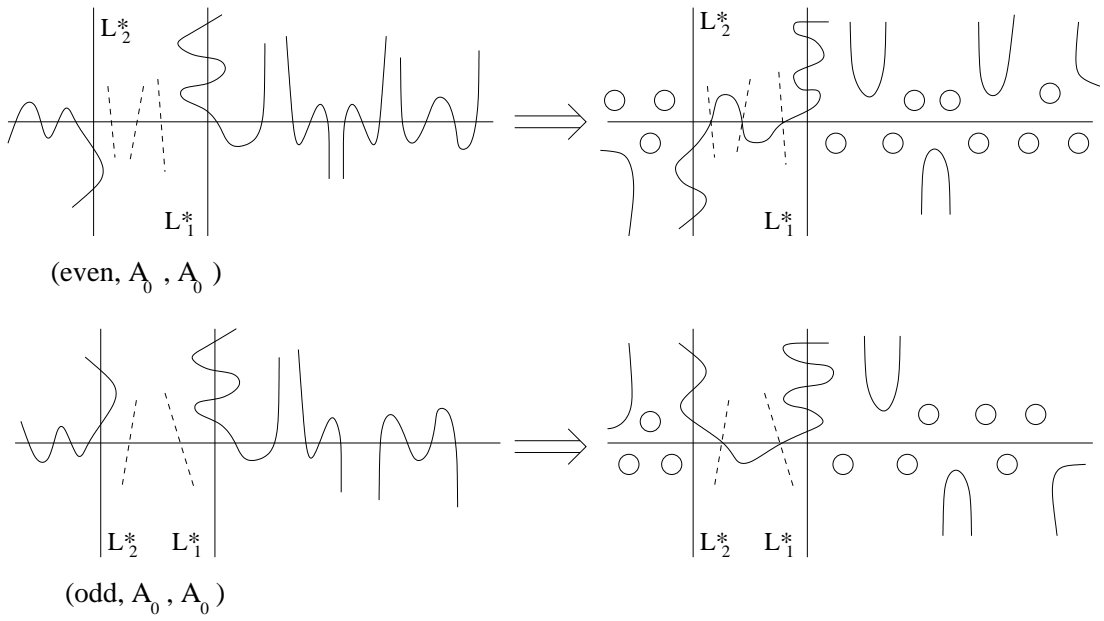 L*2 L*2
L*1 L*1
(even, A0 , A0 )
L*2 L*1 L*2 L*1
(odd, A0 , A0 )